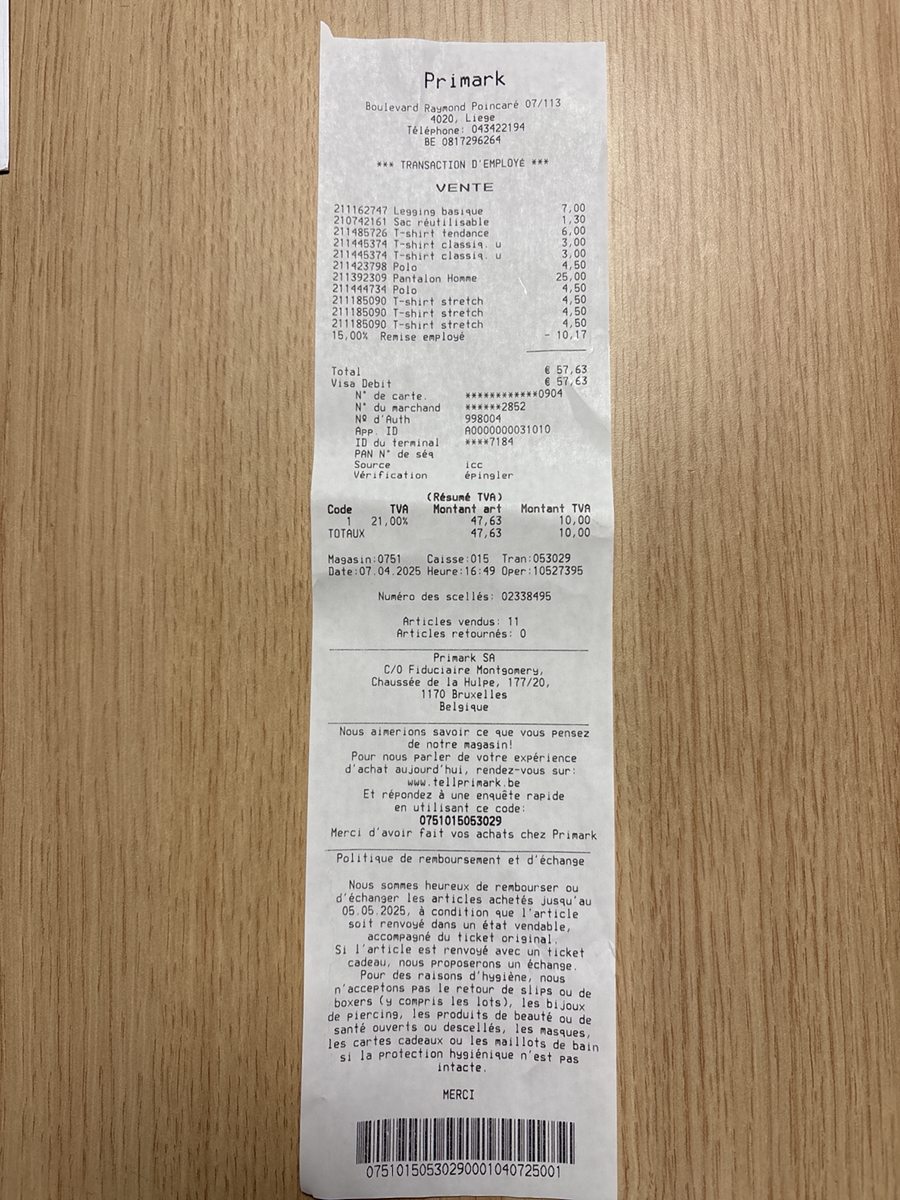 Primark
Boulevard Raymond Poincaré 07/113
4020, Liege
Téléphone: 043422194
BE 0817296264
*** TRANSACTION D'EMPLOYÉ ***
VENTE
211162747 Legging basique 7,00
210742161 Sac réutilisable 1,30
211485726 T-shirt tendance 6,00
211445374 T-shirt classiq. u 3,00
211445374 T-shirt classiq. u 3,00
211423798 Polo 4,50
211392309 Pantalon Homme 25,00
211444734 Polo 4,50
211185090 T-shirt stretch 4,50
211185090 T-shirt stretch 4,50
211185090 T-shirt stretch 4,50
15,00% Remise employé - 10,17
Total € 57,63
Visa Debit € 57,63
N° de carte. ************0904
N° du marchand ******2852
Nº d'Auth 998004
App. ID A0000000031010
ID du terminal ****7184
PAN N° de séq
Source icc
Vérification épingler
(Résumé TVA)
Code TVA Montant art Montant TVA
1 21,00% 47,63 10,00
TOTAUX 47,63 10,00
Magasin:0751 Caisse:015 Tran:053029
Date:07.04.2025 Heure:16:49 Oper:10527395
Numéro des scellés: 02338495
Articles vendus: 11
Articles retournés: 0
Primark SA
C/O Fiduciaire Montgomery,
Chaussée de la Hulpe, 177/20,
1170 Bruxelles
Belgique
Nous aimerions savoir ce que vous pensez
de notre magasin!
Pour nous parler de votre expérience
d'achat aujourd'hui, rendez-vous sur:
www.tellprimark.be
Et répondez à une enquête rapide
en utilisant ce code:
0751015053029
Merci d'avoir fait vos achats chez Primark
Politique de remboursement et d'échange
Nous sommes heureux de rembourser ou
d'échanger les articles achetés jusqu'au
05.05.2025, à condition que l'article
soit renvoyé dans un état vendable,
accompagné du ticket original.
Si l'article est renvoyé avec un ticket
cadeau, nous proposerons un échange.
Pour des raisons d'hygiène, nous
n'acceptons pas le retour de slips ou de
boxers (y compris les lots), les bijoux
de piercing, les produits de beauté ou de
santé ouverts ou descellés, les masques,
les cartes cadeaux ou les maillots de bain
si la protection hygiénique n'est pas
intacte.
MERCI
07510150530290001040725001